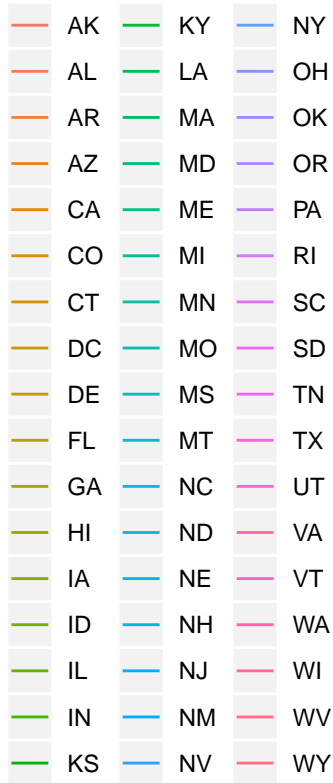 AK KY NY
AL LA OH
AR MA OK
AZ MD OR
CA ME PA
CO MI RI
CT MN SC
DC MO SD
DE MS TN
FL MT TX
GA NC UT
HI ND VA
IA NE VT
ID NH WA
IL NJ WI
IN NM WV
KS NV WY